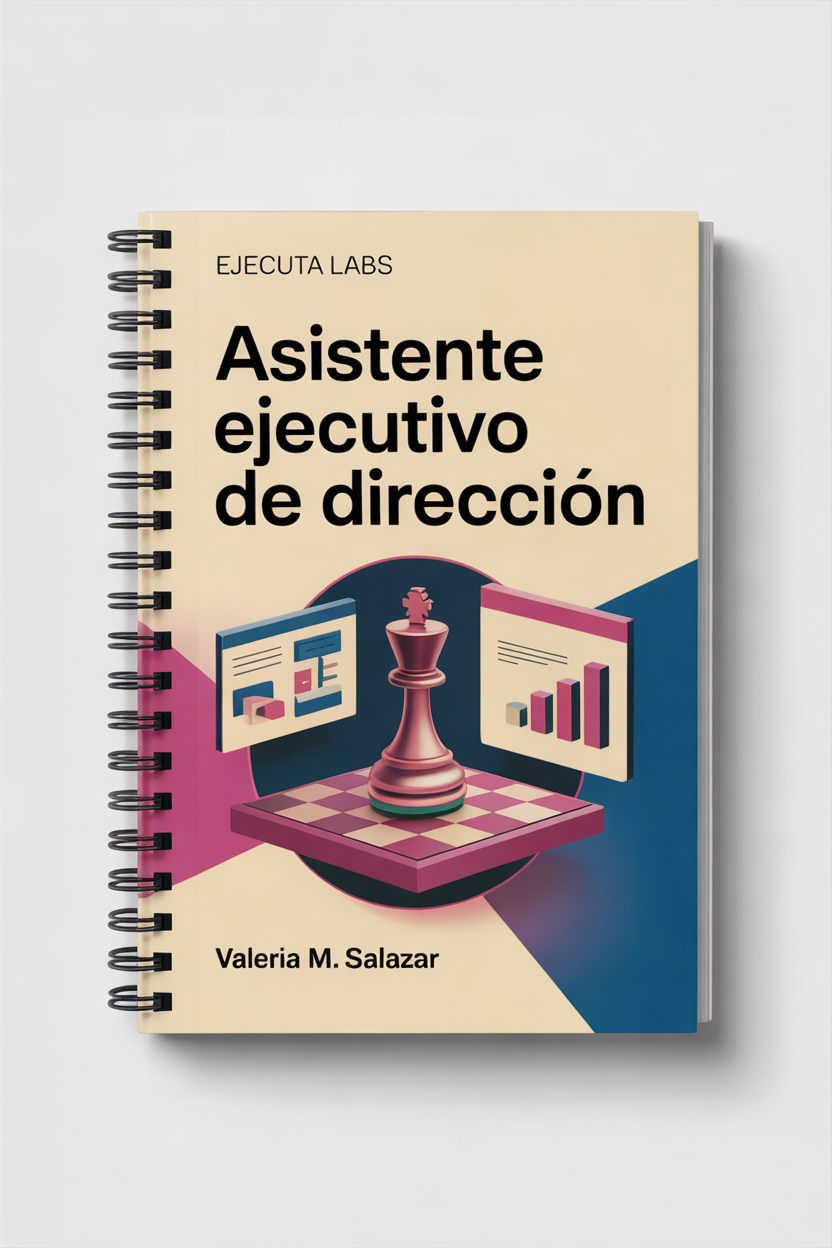 EJECUTA LABS
Asistente
ejecutivo
de dirección
Valeria M. Salazar